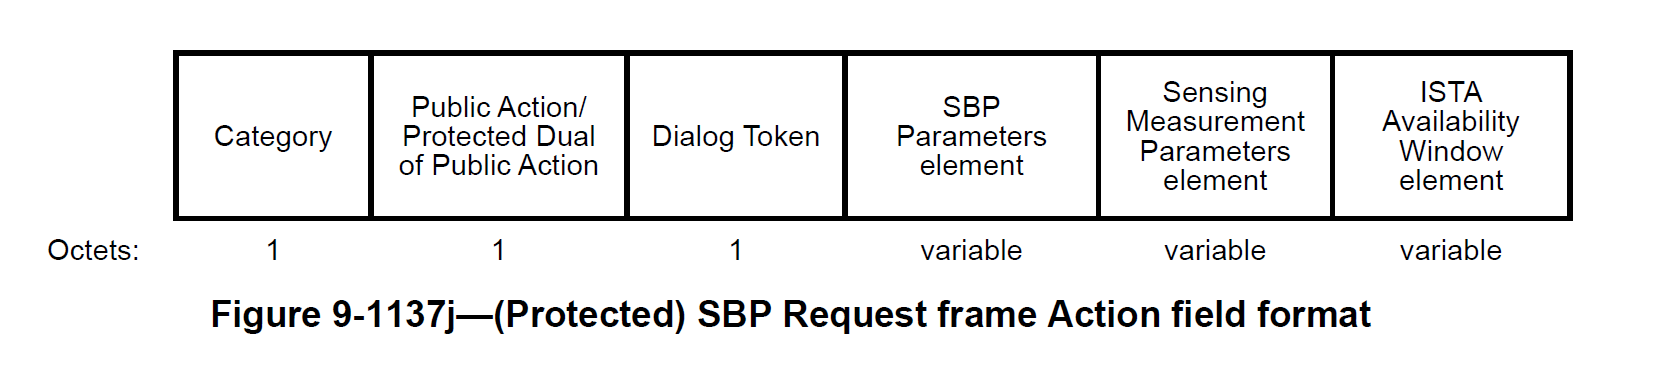 Category
Public Action/
Protected Dual
of Public Action
Dialog Token
SBP
Parameters
element
Sensing
Measurement
Parameters
element
ISTA
Availability
Window
element
Octets: 1 1 1 variable variable variable
Figure 9-1137j—(Protected) SBP Request frame Action field format